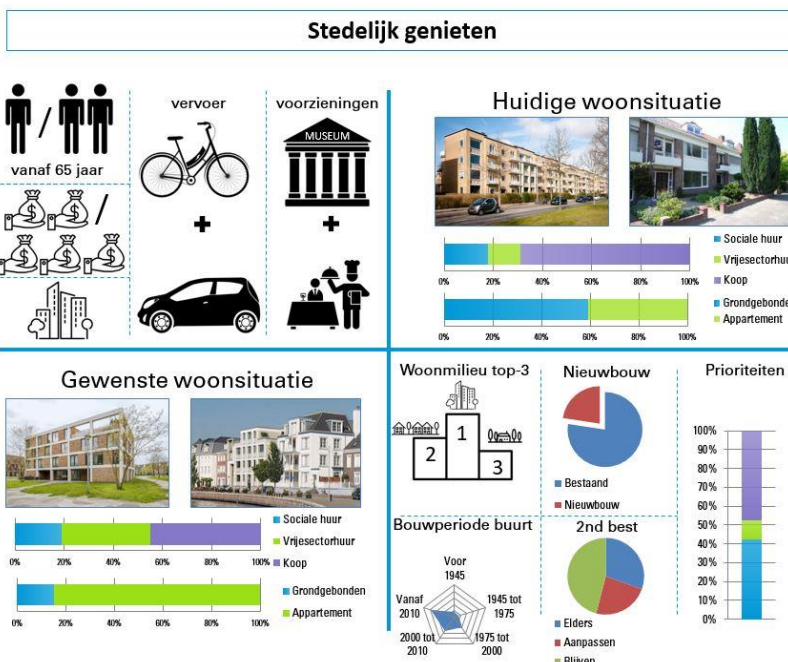 Stedelijk genieten
vanaf 65 jaar
vervoer
+
voorzieningen
MUSEUM
+
Huidige woonsituatie
Sociale huur
Koop
0% 20% 40% 60% 80% 100%
Appartement
0% 20% 40% 60% 80% 100%
Gewenste woonsituatie
Sociale huur
Vrijesectorhuur
Koop
0% 20% 40% 60% 80% 100%
Grondgebonden
Appartement
0% 20% 40% 60% 80% 100%
Woonmilieu top-3
1
2
3
Nieuwbouw
Bestaand
Nieuwbouw
Bouwperiode buurt
Voor
1945
1945 tot
1975
1975 tot
2000
2000 tot
2010
Vanaf
2010
2nd best
Elders
Aanpassen
Blijven
Prioriteiten
100%
90%
80%
70%
60%
50%
40%
30%
20%
10%
0%